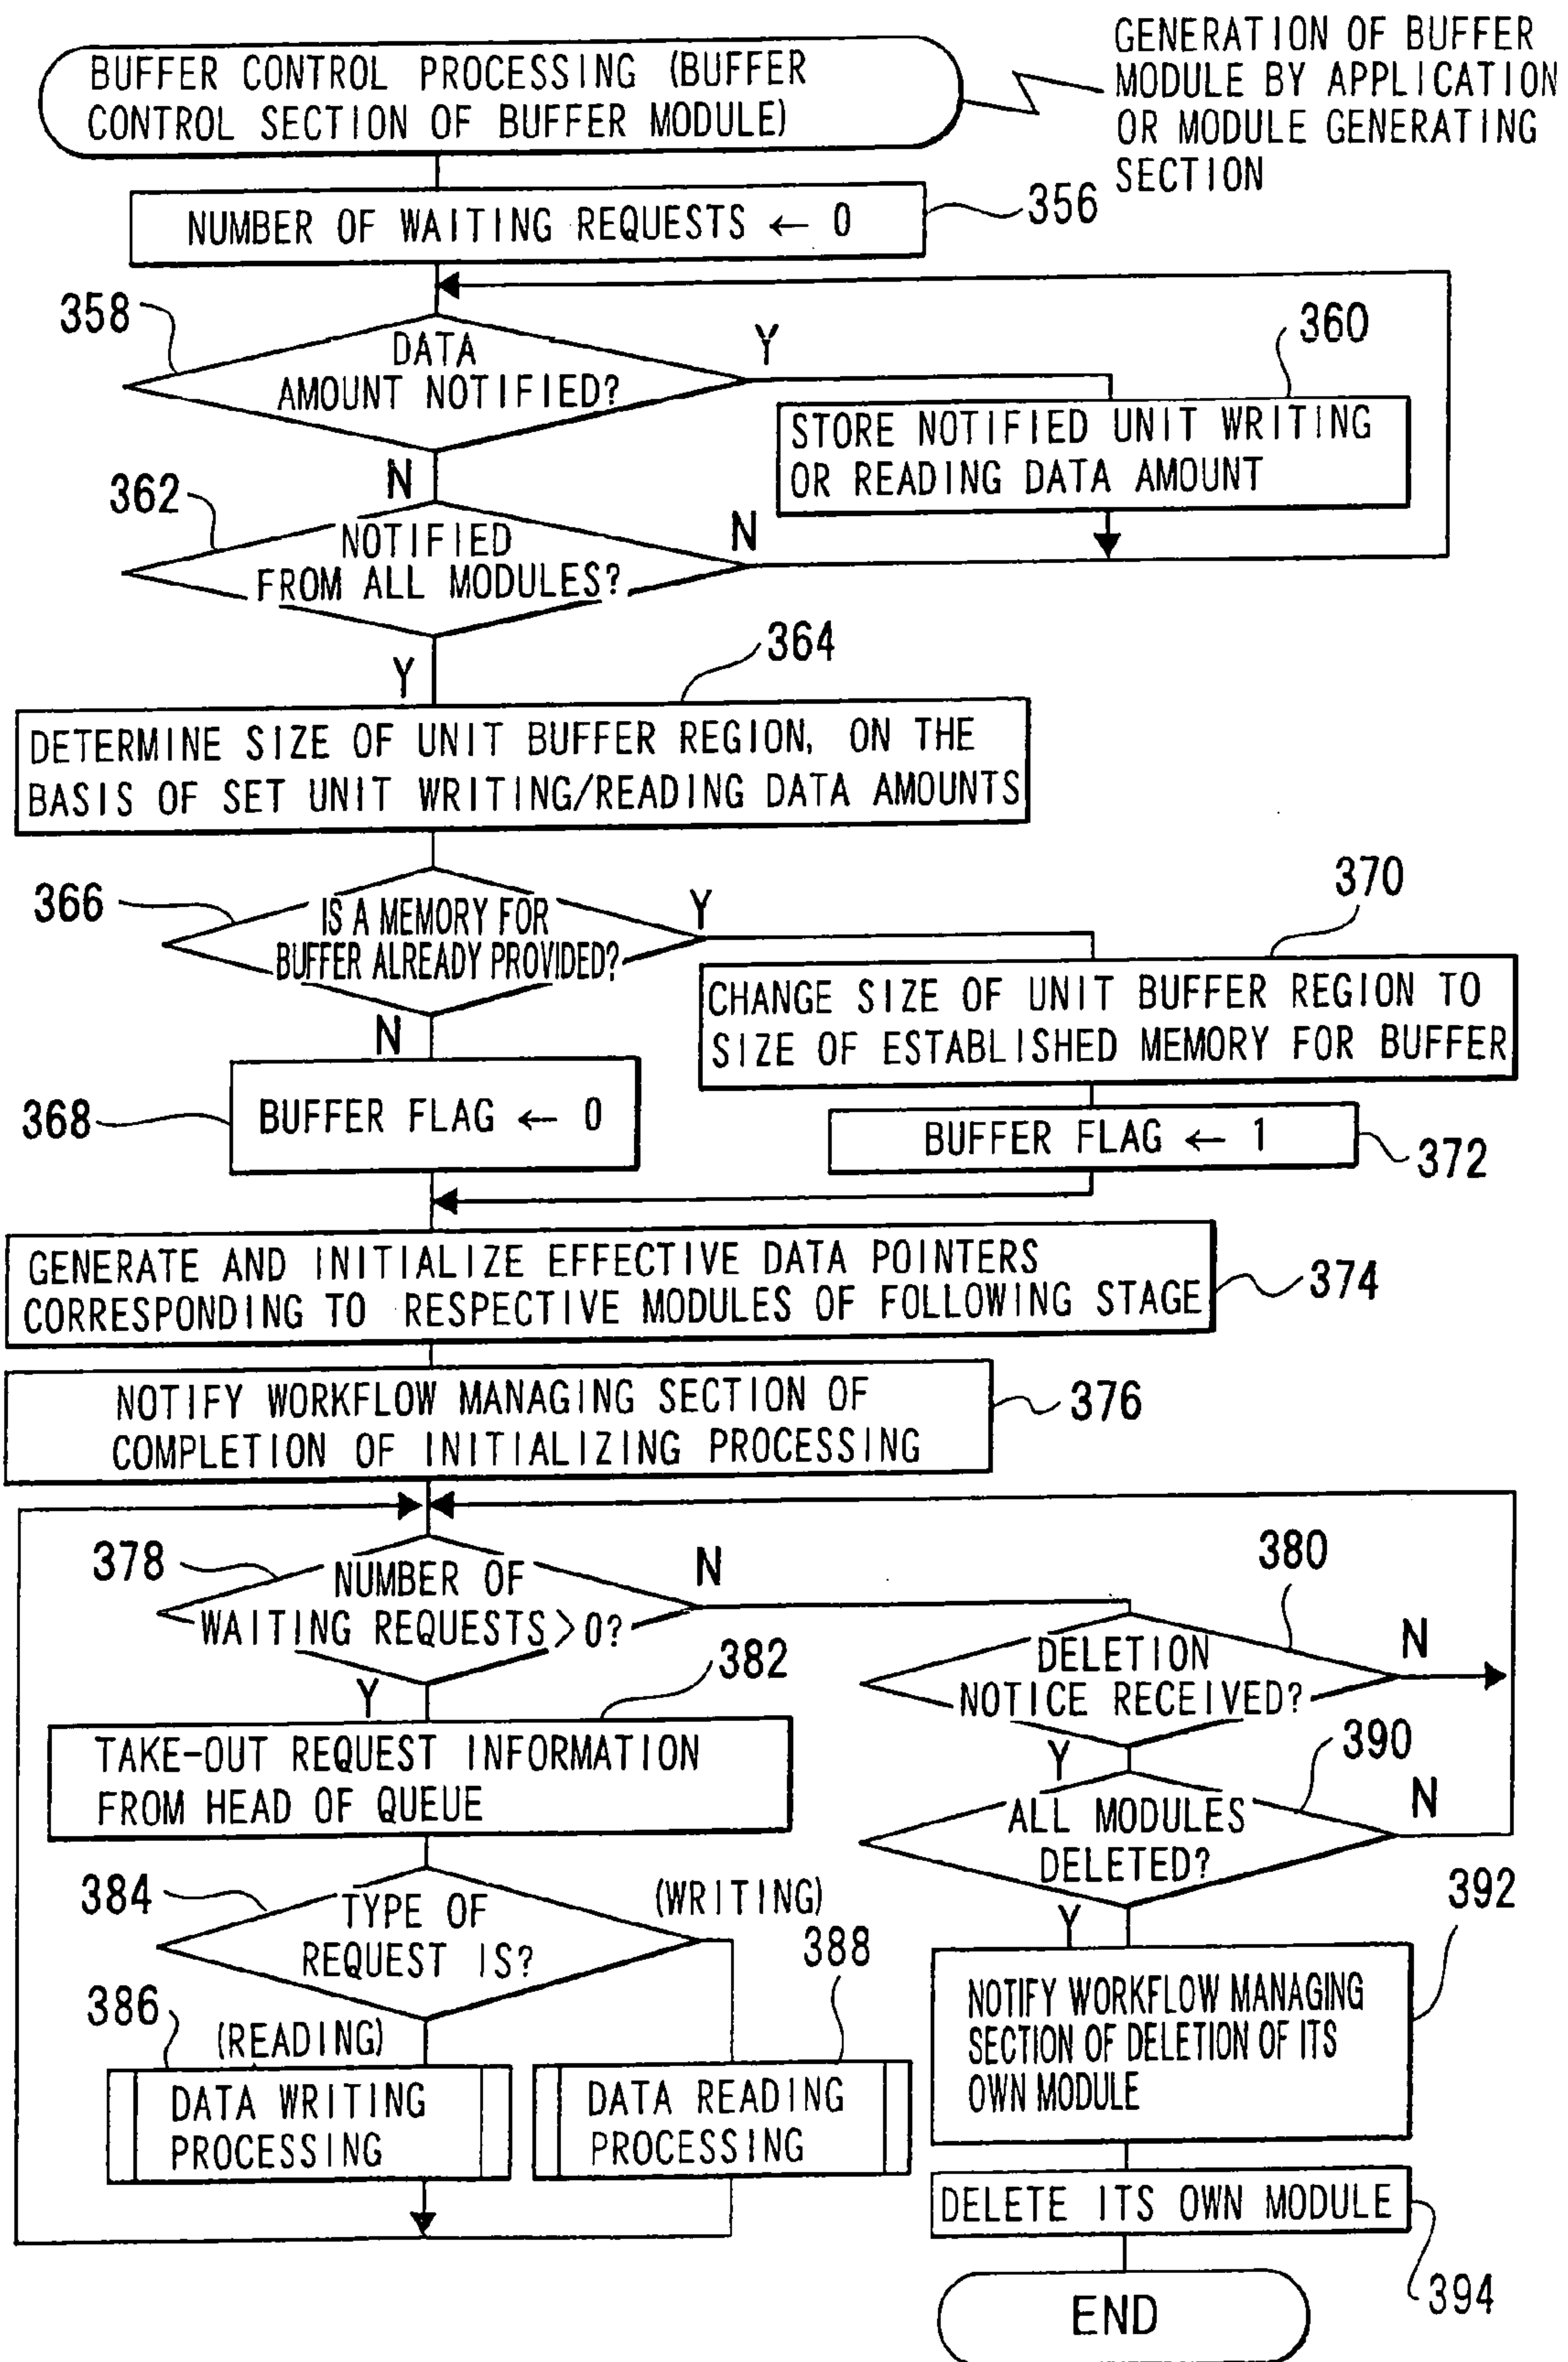 BUFFER CONTROL PROCESSING (BUFFER
CONTROL SECTION OF BUFFER MODULE)
GENERATION OF BUFFER
MODULE BY APPLICATION
OR MODULE GENERATING
SECTION
NUMBER OF WAITING REQUESTS ← 0
356
358
DATA
AMOUNT NOTIFIED?
Y
N
360
STORE NOTIFIED UNIT WRITING
OR READING DATA AMOUNT
362
NOTIFIED
FROM ALL MODULES?
N
Y
364
DETERMINE SIZE OF UNIT BUFFER REGION, ON THE
BASIS OF SET UNIT WRITING/READING DATA AMOUNTS
366
IS A MEMORY FOR
BUFFER ALREADY PROVIDED?
Y
N
370
CHANGE SIZE OF UNIT BUFFER REGION TO
SIZE OF ESTABLISHED MEMORY FOR BUFFER
368
BUFFER FLAG ← 0
BUFFER FLAG ← 1
372
GENERATE AND INITIALIZE EFFECTIVE DATA POINTERS
CORRESPONDING TO RESPECTIVE MODULES OF FOLLOWING STAGE
374
NOTIFY WORKFLOW MANAGING SECTION OF
COMPLETION OF INITIALIZING PROCESSING
376
378
NUMBER OF
WAITING REQUESTS>0?
N
Y
380
DELETION
NOTICE RECEIVED?
N
Y
382
TAKE-OUT REQUEST INFORMATION
FROM HEAD OF QUEUE
390
ALL MODULES
DELETED?
N
Y
384
TYPE OF
REQUEST IS?
(WRITING)
(READING)
386
DATA WRITING
PROCESSING
388
DATA READING
PROCESSING
392
NOTIFY WORKFLOW MANAGING
SECTION OF DELETION OF ITS
OWN MODULE
DELETE ITS OWN MODULE
394
END